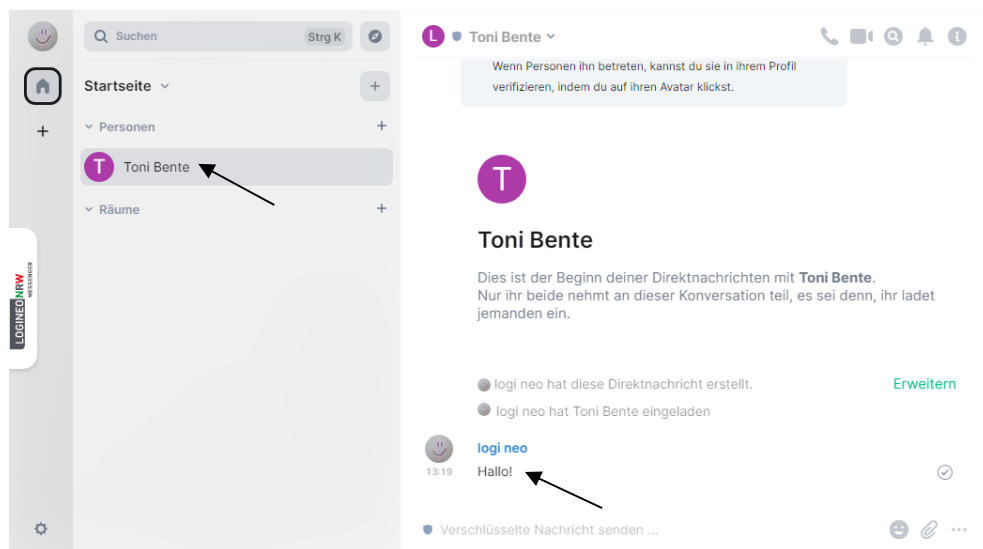 Suchen
Strg K
Startseite
Personen
T
Toni Bente
Räume
LOGINEO NRW
MESSENGER
L
Toni Bente
Wenn Personen ihn betreten, kannst du sie in ihrem Profil
verifizieren, indem du auf ihren Avatar klickst.
T
Toni Bente
Dies ist der Beginn deiner Direktnachrichten mit Toni Bente.
Nur ihr beide nehmt an dieser Konversation teil, es sei denn, ihr ladet
jemanden ein.
logi neo hat diese Direktnachricht erstellt.
Erweitern
logi neo hat Toni Bente eingeladen
logi neo
13:19
Hallo!
Verschlüsselte Nachricht senden ...